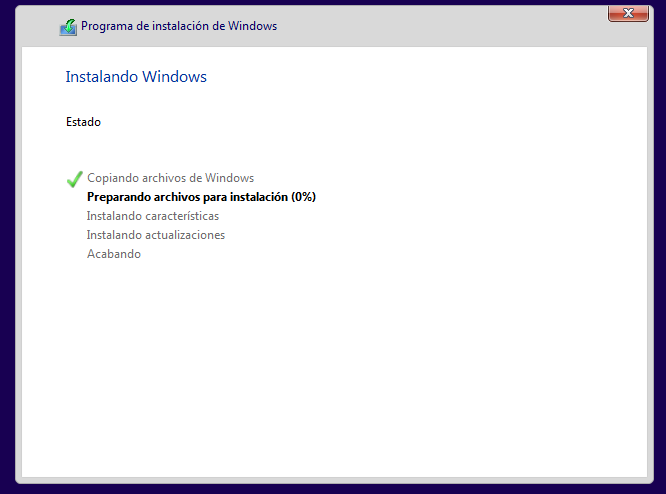 Programa de instalación de Windows
Instalando Windows
Estado
Copiando archivos de Windows
Preparando archivos para instalación (0%)
Instalando características
Instalando actualizaciones
Acabando